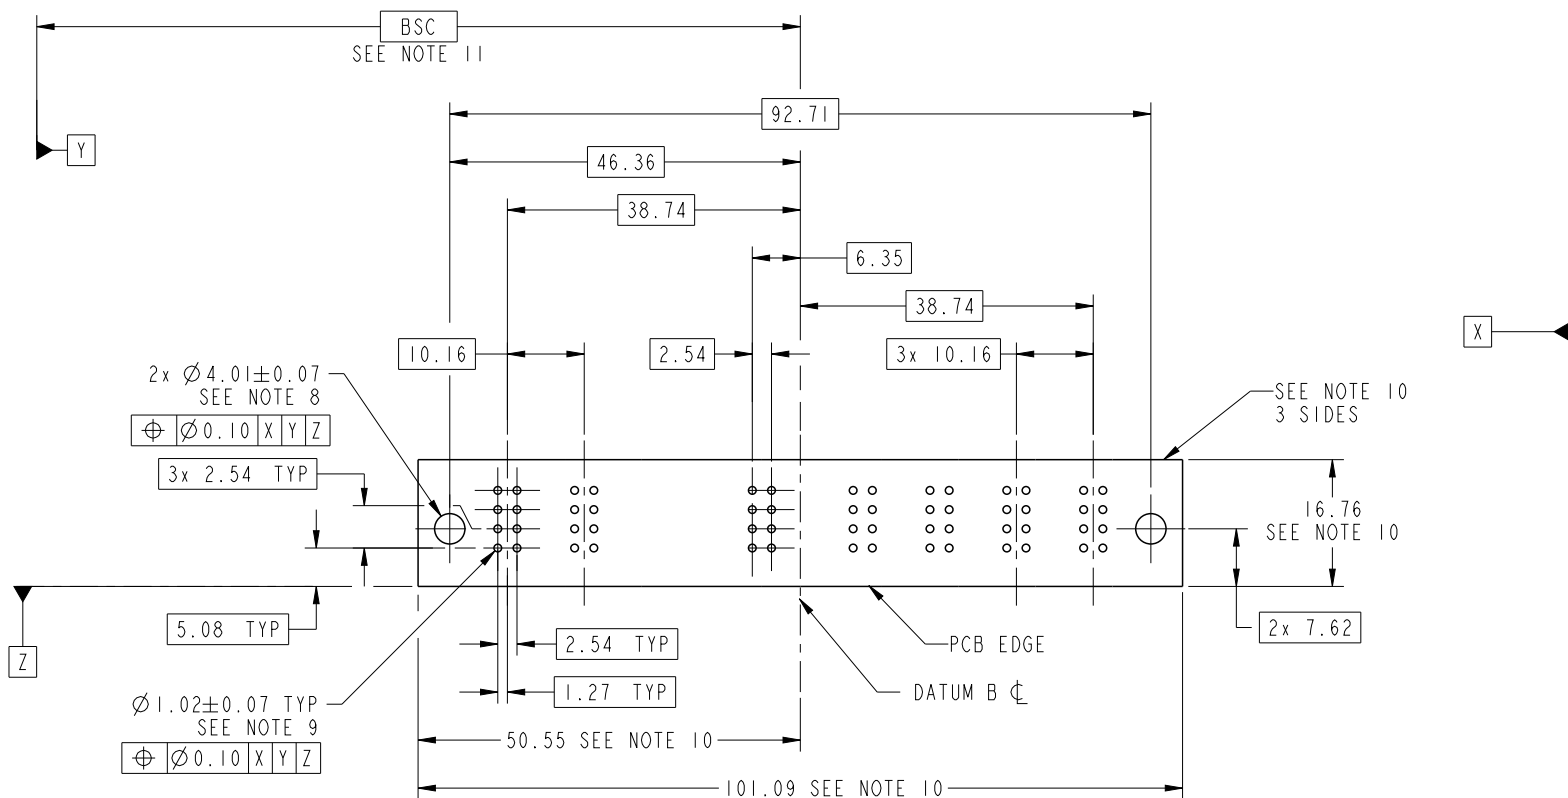 BSC
SEE NOTE 11
92.71
Y
46.36
38.74
6.35
38.74
X
10.16
2.54
3x 10.16
2x Ø4.01±0.07
SEE NOTE 8
⌖ Ø0.10 X Y Z
SEE NOTE 10
3 SIDES
3x 2.54 TYP
16.76
SEE NOTE 10
5.08 TYP
2x 7.62
Z
2.54 TYP
PCB EDGE
1.27 TYP
DATUM B ℄
Ø1.02±0.07 TYP
SEE NOTE 9
⌖ Ø0.10 X Y Z
50.55 SEE NOTE 10
101.09 SEE NOTE 10